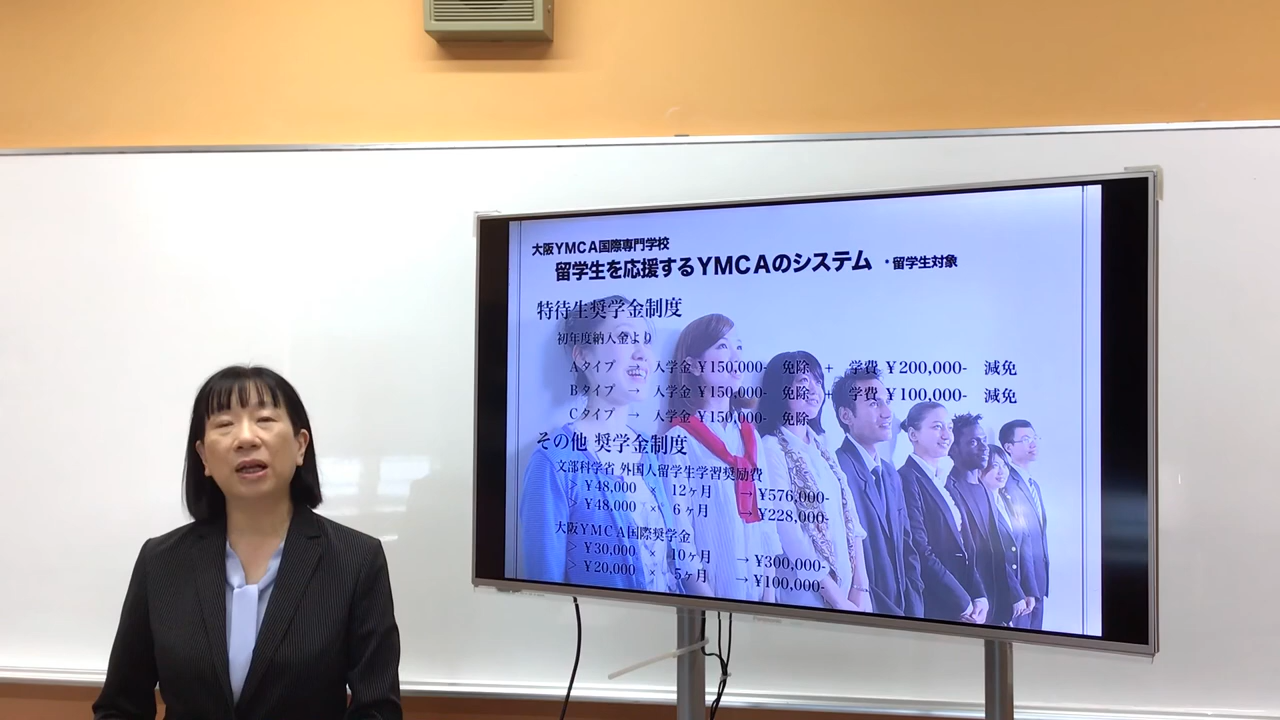 大阪YMCA国際専門学校
留学生を応援するYMCAのシステム ・留学生対象
特待生奨学金制度
初年度納入金より
Aタイプ → 入学金 ¥150,000- 免除 + 学費 ¥200,000- 減免
Bタイプ → 入学金 ¥150,000- 免除 + 学費 ¥100,000- 減免
Cタイプ → 入学金 ¥150,000- 免除
その他 奨学金制度
文部科学省 外国人留学生学習奨励費
> ¥48,000 × 12ヶ月 → ¥576,000-
> ¥48,000 × 6ヶ月 → ¥228,000-
大阪YMCA国際奨学金
> ¥30,000 × 10ヶ月 → ¥300,000-
> ¥20,000 × 5ヶ月 → ¥100,000-